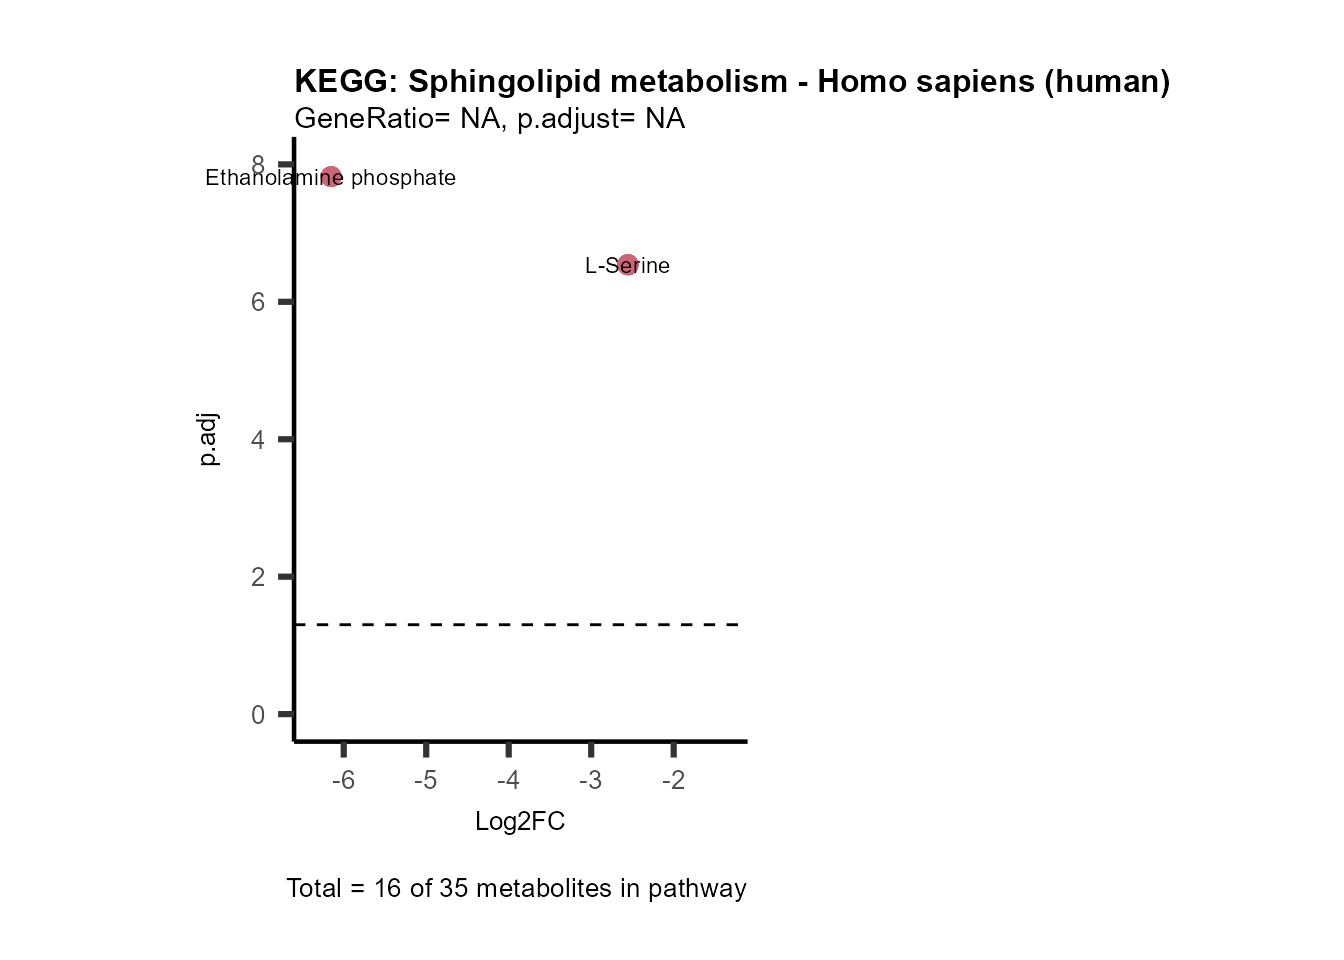 KEGG: Sphingolipid metabolism - Homo sapiens (human)
GeneRatio= NA, p.adjust= NA
8
Ethanolamine phosphate
L-Serine
6
p.adj
4
2
0
-6 -5 -4 -3 -2
Log2FC
Total = 16 of 35 metabolites in pathway